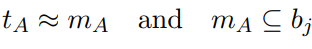 t_A ≈ m_A and m_A ⊆ b_j